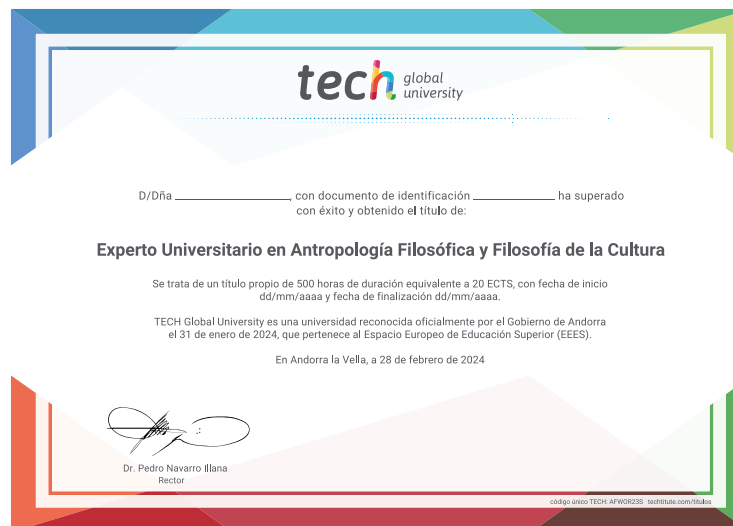 tech global
university
D/Dña ________________, con documento de identificación ____________ ha superado
con éxito y obtenido el título de:
Experto Universitario en Antropología Filosófica y Filosofía de la Cultura
Se trata de un título propio de 500 horas de duración equivalente a 20 ECTS, con fecha de inicio
dd/mm/aaaa y fecha de finalización dd/mm/aaaa.
TECH Global University es una universidad reconocida oficialmente por el Gobierno de Andorra
el 31 de enero de 2024, que pertenece al Espacio Europeo de Educación Superior (EEES).
En Andorra la Vella, a 28 de febrero de 2024
Dr. Pedro Navarro Illana
Rector
código único TECH: AFWOR23S techtitute.com/titulos